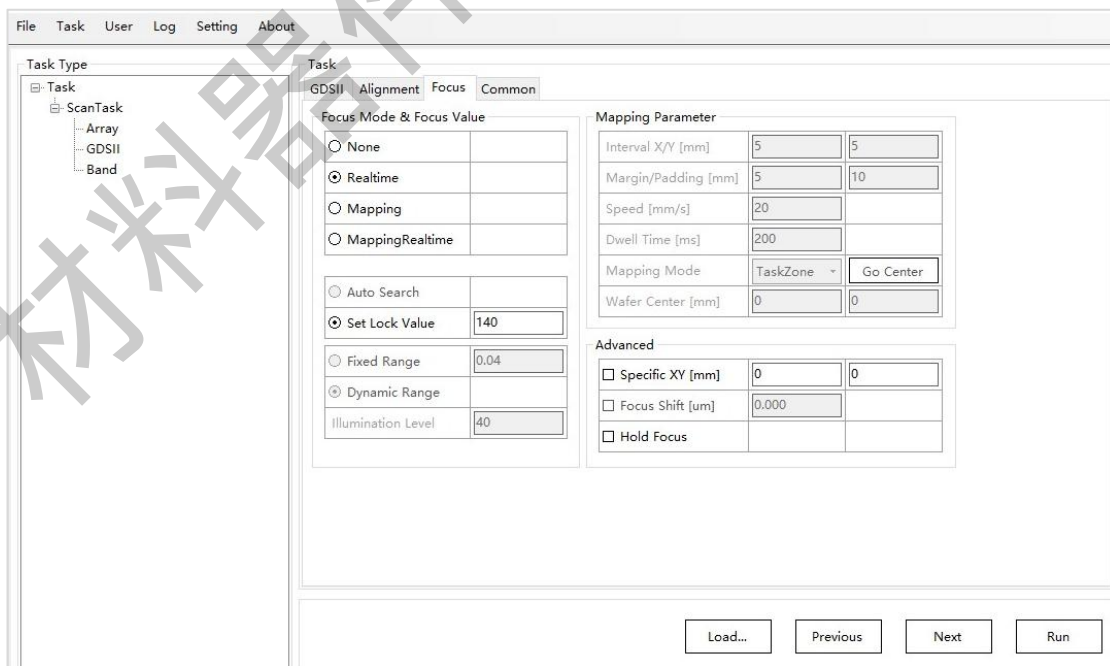 File Task User Log Setting About
Task Type
Task
ScanTask
Array
GDSII
Band
Task
GDSII Alignment Focus Common
Focus Mode & Focus Value
None
Realtime
Mapping
MappingRealtime
Auto Search
Set Lock Value 140
Fixed Range 0.04
Dynamic Range
Illumination Level 40
Mapping Parameter
Interval X/Y [mm] 5 5
Margin/Padding [mm] 5 10
Speed [mm/s] 20
Dwell Time [ms] 200
Mapping Mode TaskZone Go Center
Wafer Center [mm] 0 0
Advanced
Specific XY [mm] 0 0
Focus Shift [um] 0.000
Hold Focus
Load... Previous Next Run
材料器件